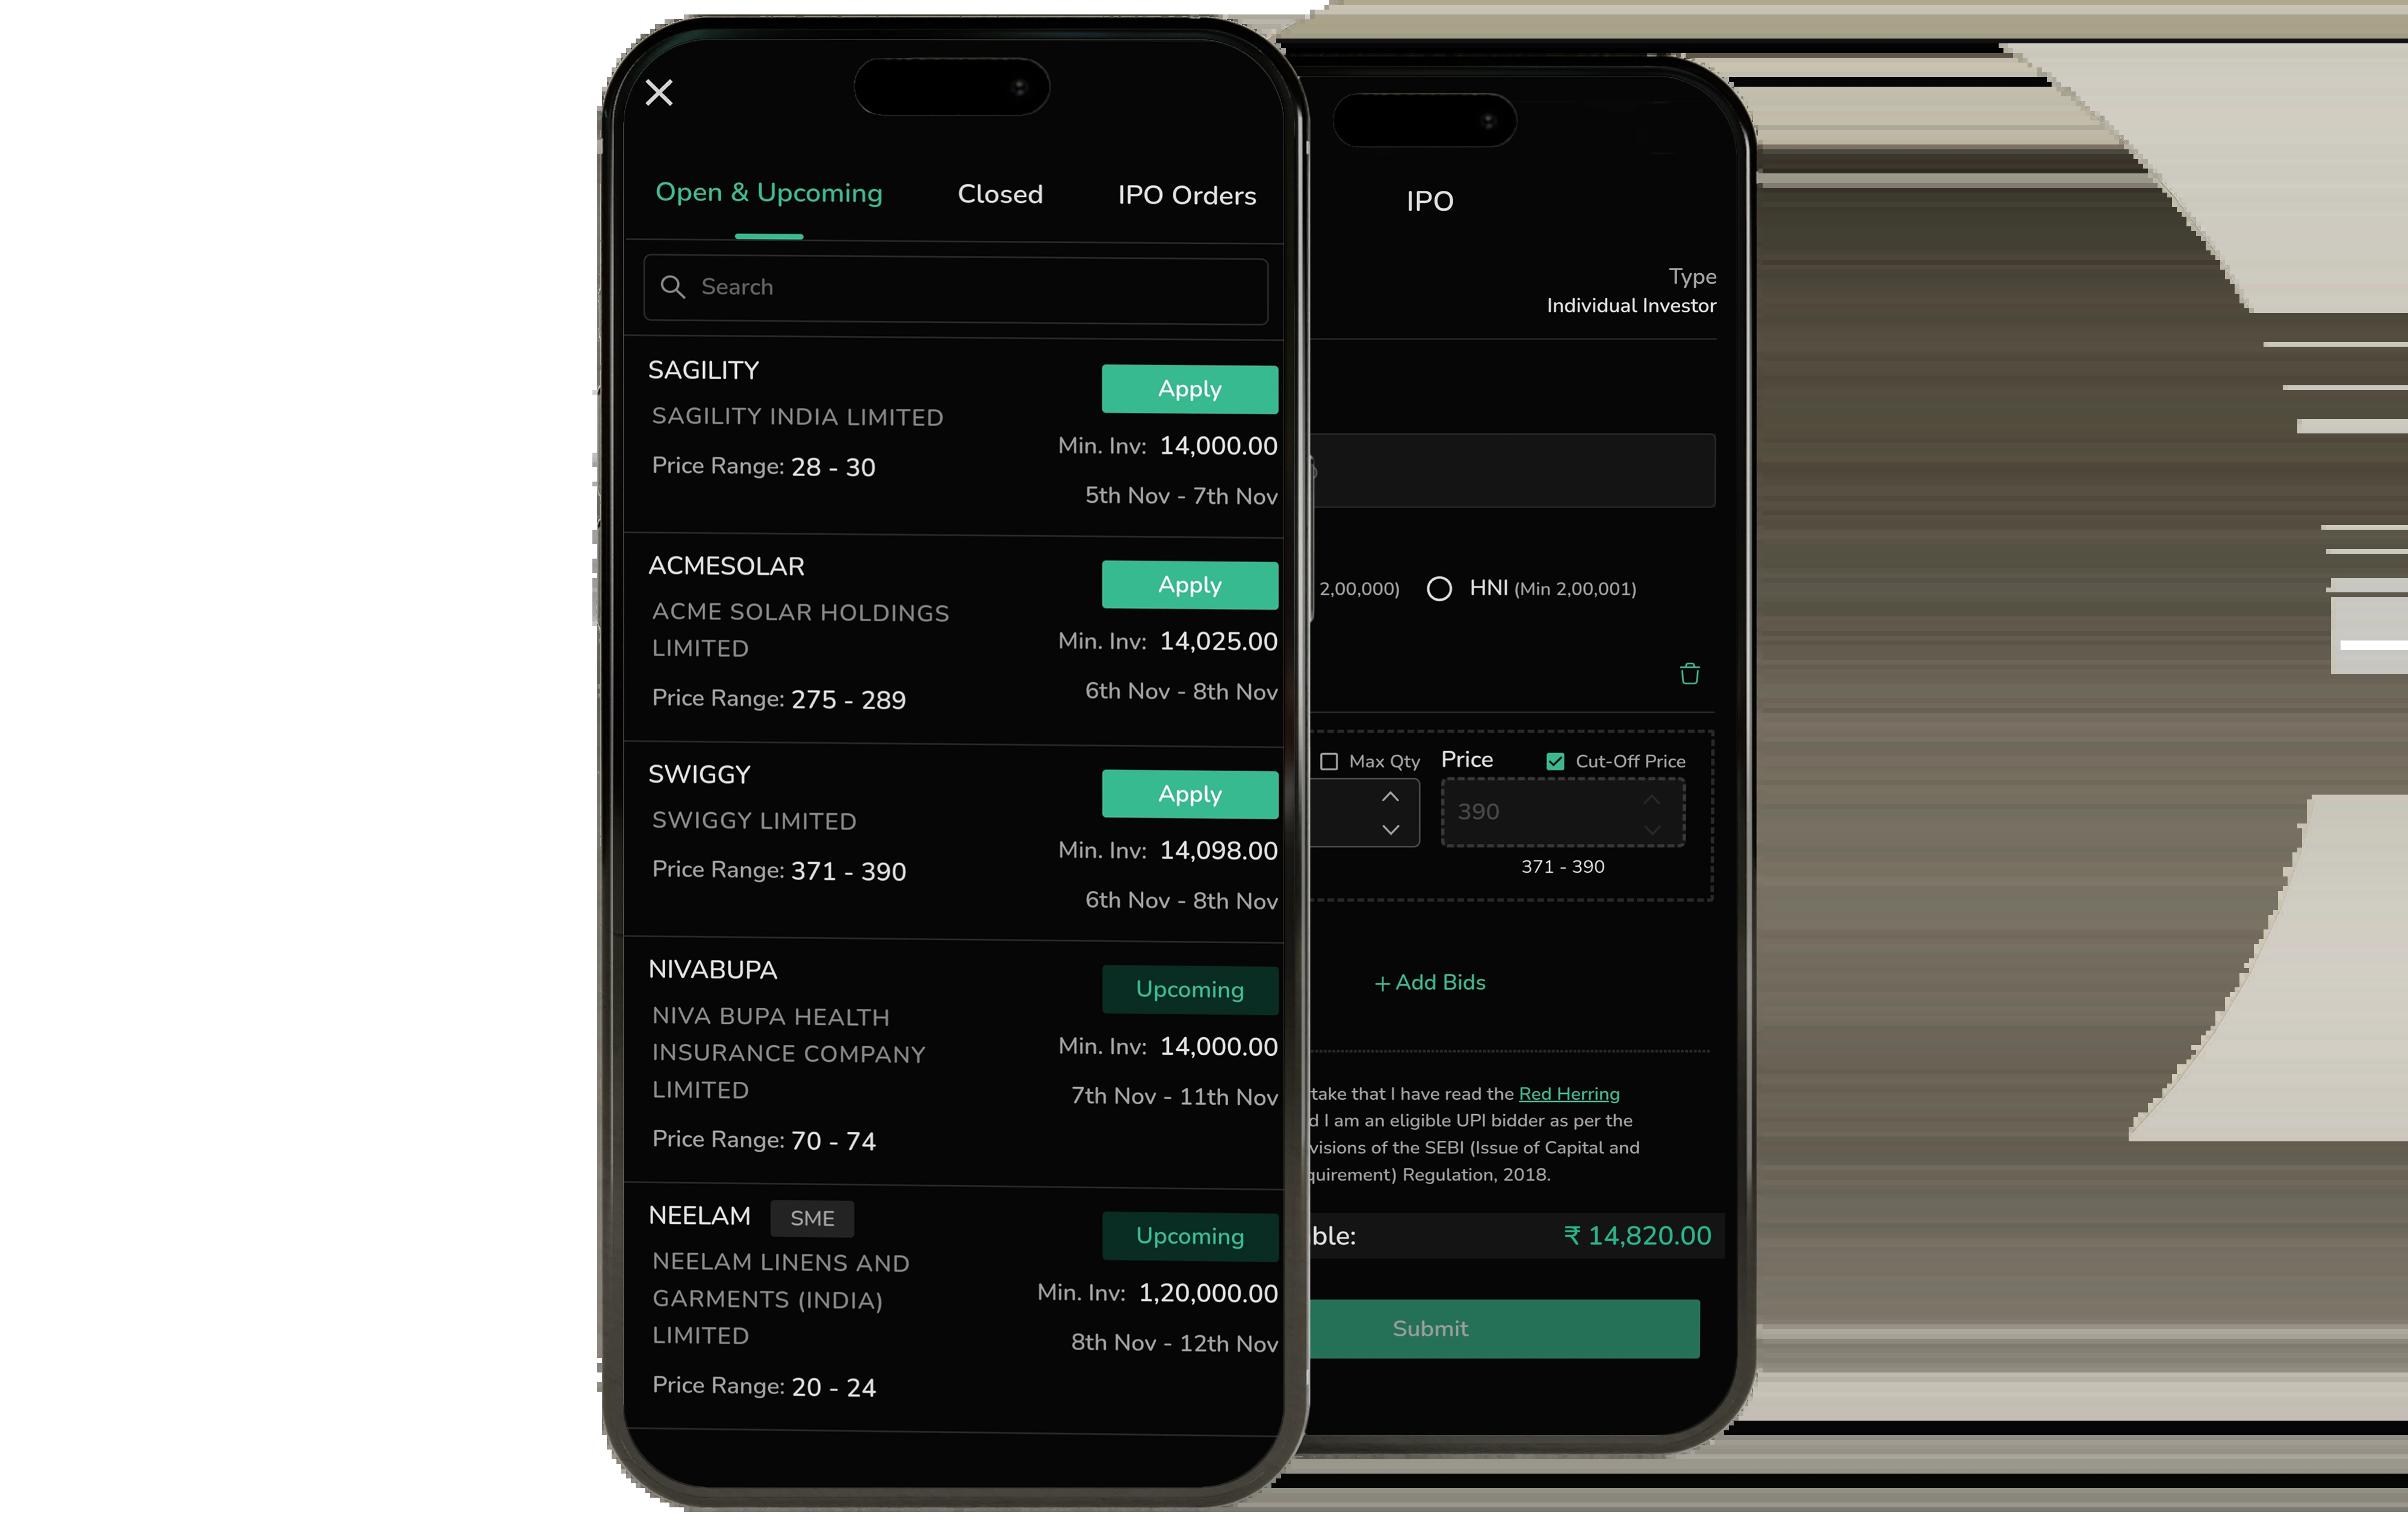 Open & Upcoming Closed IPO Orders
Search
SAGILITY
Apply
SAGILITY INDIA LIMITED
Min. Inv: 14,000.00
Price Range: 28 - 30
5th Nov - 7th Nov
ACMESOLAR
Apply
ACME SOLAR HOLDINGS
LIMITED
Min. Inv: 14,025.00
Price Range: 275 - 289
6th Nov - 8th Nov
SWIGGY
Apply
SWIGGY LIMITED
Min. Inv: 14,098.00
Price Range: 371 - 390
6th Nov - 8th Nov
NIVABUPA
Upcoming
NIVA BUPA HEALTH
INSURANCE COMPANY
LIMITED
Min. Inv: 14,000.00
7th Nov - 11th Nov
Price Range: 70 - 74
NEELAM SME
Upcoming
NEELAM LINENS AND
GARMENTS (INDIA)
LIMITED
Min. Inv: 1,20,000.00
8th Nov - 12th Nov
Price Range: 20 - 24
IPO
Type
Individual Investor
2,00,000) HNI (Min 2,00,001)
Max Qty Price Cut-Off Price
390
371 - 390
+ Add Bids
take that I have read the Red Herring
d I am an eligible UPI bidder as per the
visions of the SEBI (Issue of Capital and
quirement) Regulation, 2018.
ble: ₹ 14,820.00
Submit